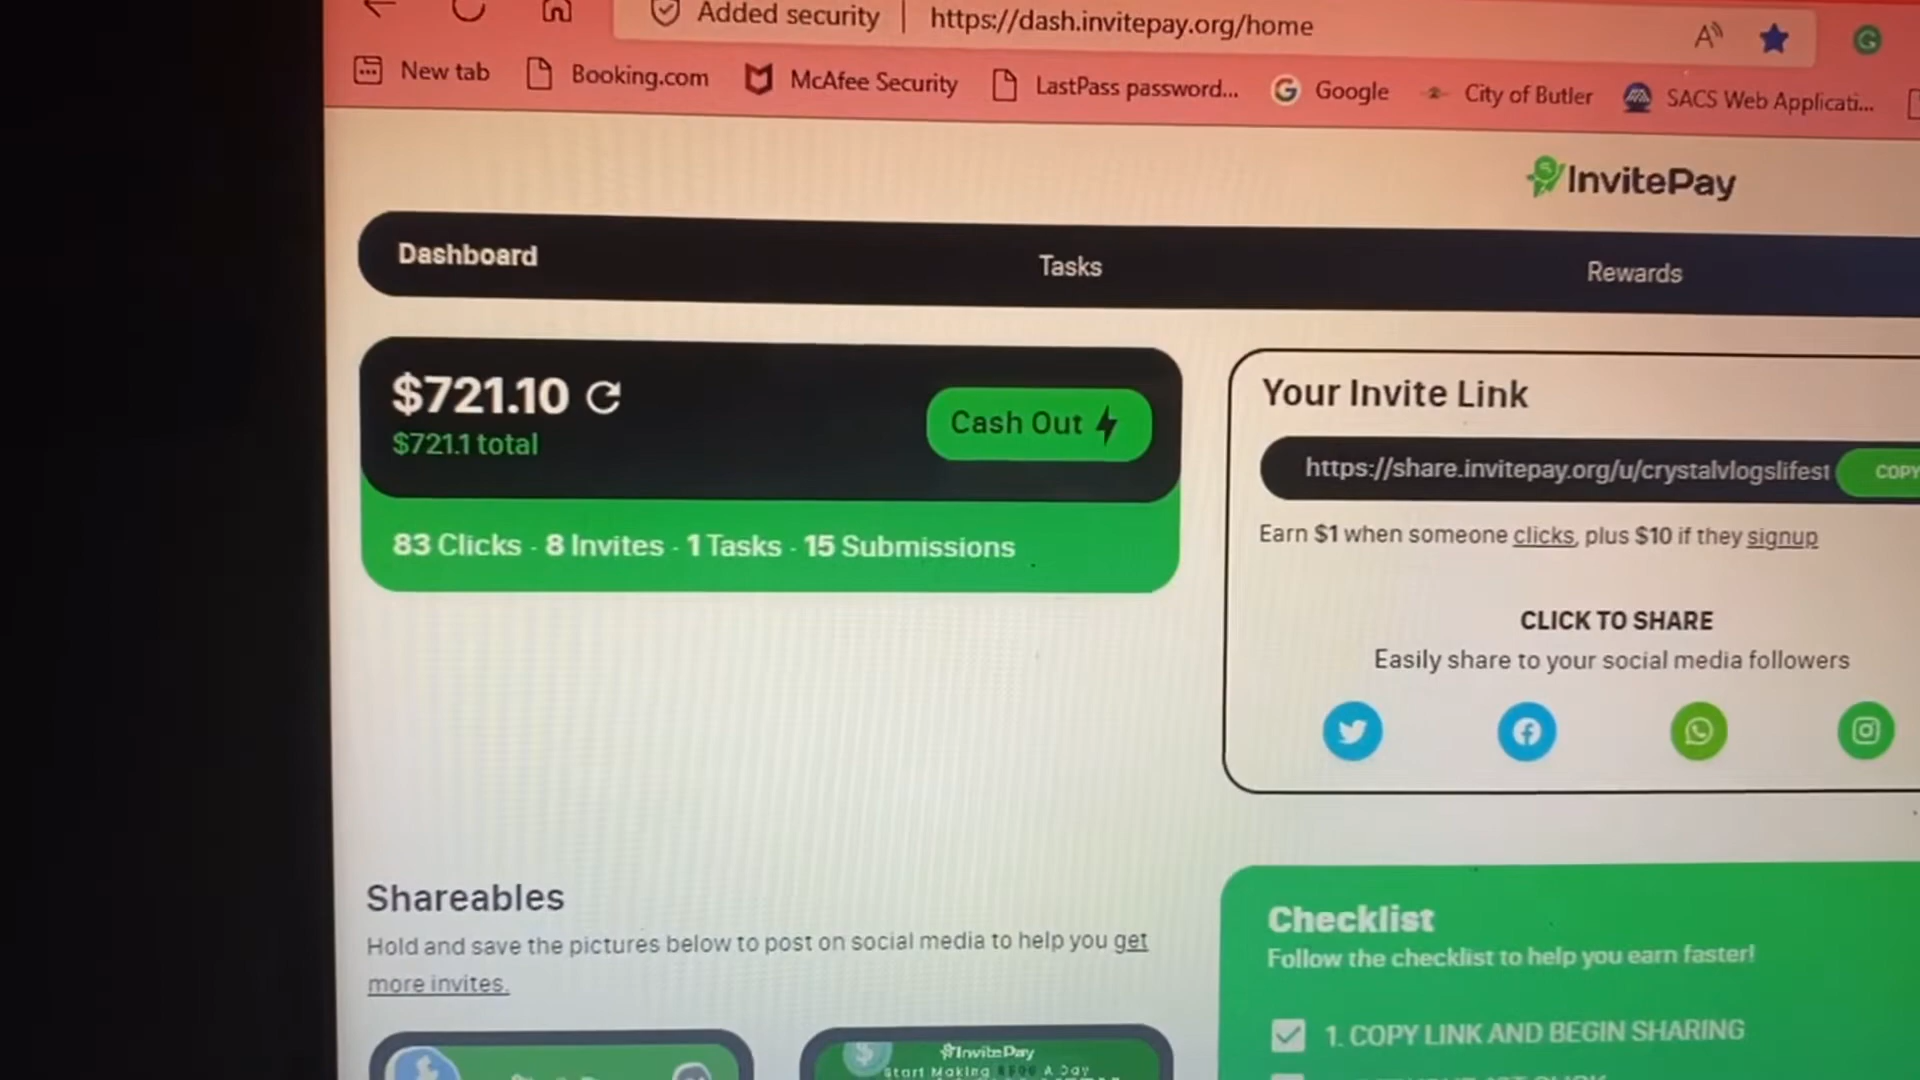 Added security | https://dash.invitepay.org/home
New tab Booking.com McAfee Security LastPass password... Google City of Butler SACS Web Applicati...
InvitePay
Dashboard Tasks Rewards
$721.10
$721.1 total
Cash Out
83 Clicks - 8 Invites - 1 Tasks - 15 Submissions
Your Invite Link
https://share.invitepay.org/u/crystalvlogslifest COPY
Earn $1 when someone clicks, plus $10 if they signup
CLICK TO SHARE
Easily share to your social media followers
Shareables
Hold and save the pictures below to post on social media to help you get
more invites.
InvitePay
Start Making $500 A Day
Checklist
Follow the checklist to help you earn faster!
1. COPY LINK AND BEGIN SHARING